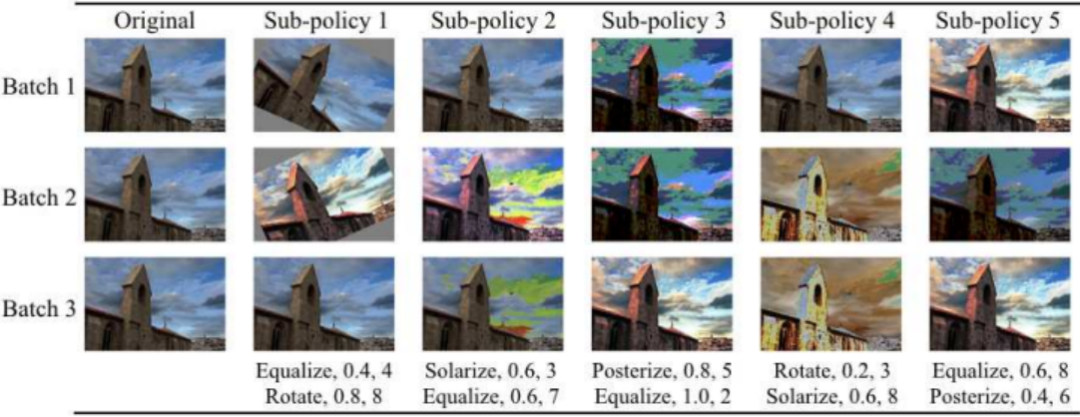 Original Sub-policy 1 Sub-policy 2 Sub-policy 3 Sub-policy 4 Sub-policy 5
Batch 1
Batch 2
Batch 3
Equalize, 0.4, 4 Solarize, 0.6, 3 Posterize, 0.8, 5 Rotate, 0.2, 3 Equalize, 0.6, 8
Rotate, 0.8, 8 Equalize, 0.6, 7 Equalize, 1.0, 2 Solarize, 0.6, 8 Posterize, 0.4, 6